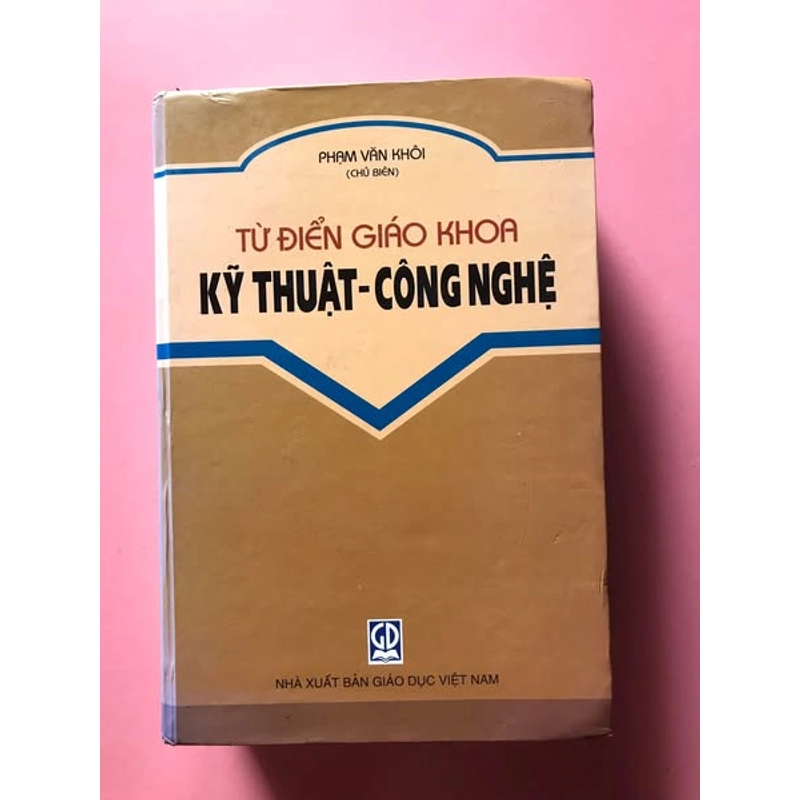 PHẠM VĂN KHÔI
(CHỦ BIÊN)
TỪ ĐIỂN GIÁO KHOA
KỸ THUẬT - CÔNG NGHỆ
GD
NHÀ XUẤT BẢN GIÁO DỤC VIỆT NAM